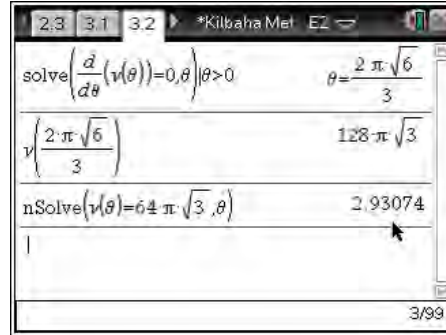 2.3 3.1 3.2 *Kilbaha Met EZ
solve(d/dθ(v(θ))=0,θ)|θ>0 θ=2·π·√6/3
v(2·π·√6/3) 128·π·√3
nSolve(v(θ)=64·π·√3,θ) 2.93074
3/99